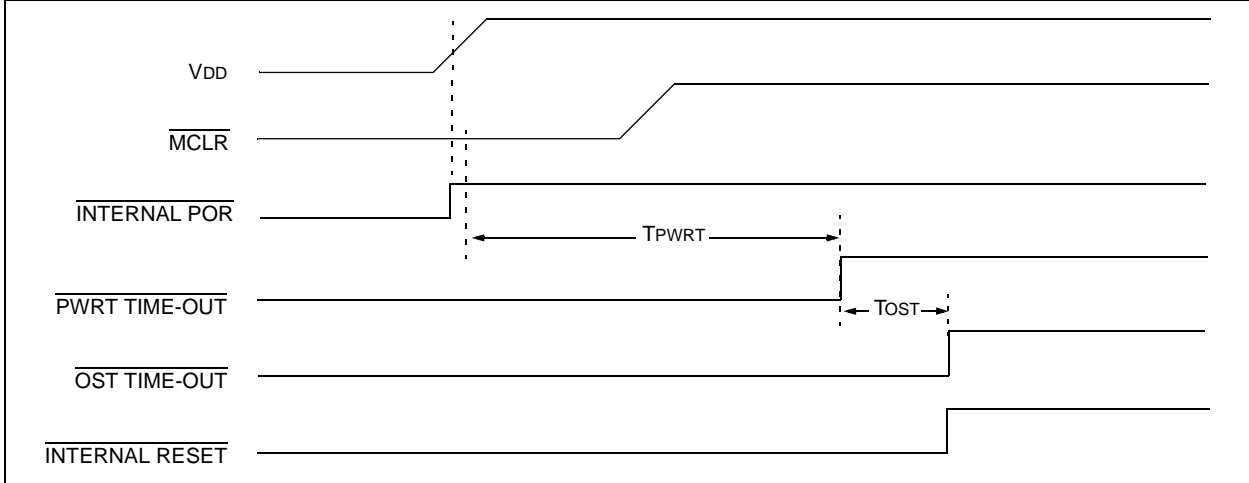 VDD
MCLR
INTERNAL POR
TPWRT
PWRT TIME-OUT
TOST
OST TIME-OUT
INTERNAL RESET